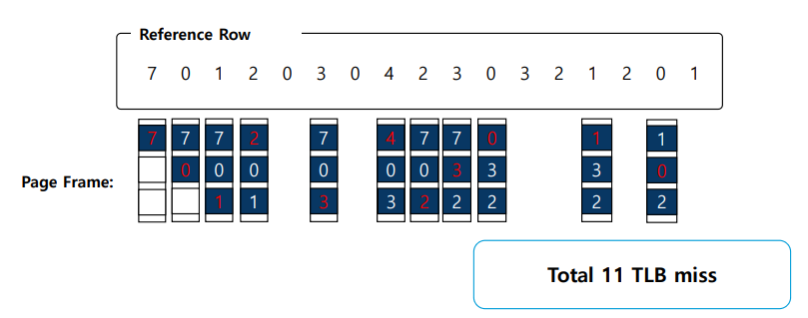 Reference Row
7 0 1 2 0 3 0 4 2 3 0 3 2 1 2 0 1
7 7 7 2 7 4 7 7 0 1 1
Page Frame:
0 0 0 0 0 0 3 3 3 0
1 1 3 3 2 2 2 2 2
Total 11 TLB miss